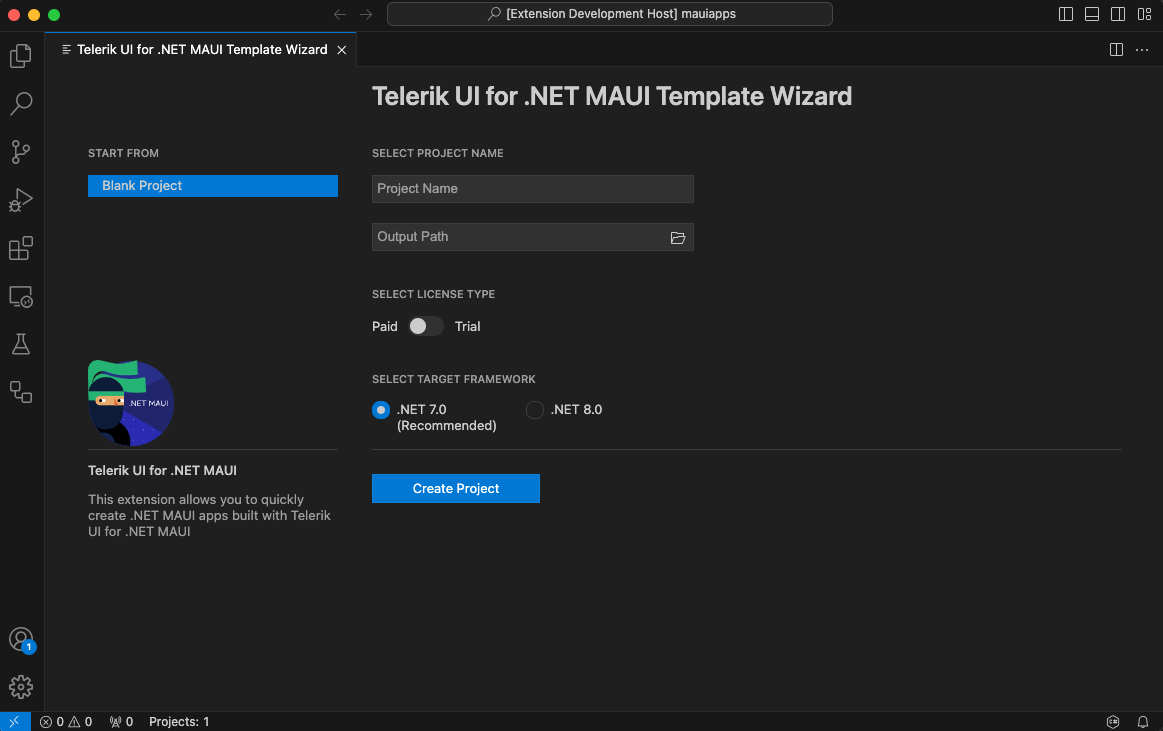 [Extension Development Host] mauiapps
Telerik UI for .NET MAUI Template Wizard
Telerik UI for .NET MAUI Template Wizard
START FROM
Blank Project
SELECT PROJECT NAME
Project Name
Output Path
SELECT LICENSE TYPE
Paid
Trial
SELECT TARGET FRAMEWORK
.NET 7.0
(Recommended)
.NET 8.0
Create Project
.NET MAUI
Telerik UI for .NET MAUI
This extension allows you to quickly
create .NET MAUI apps built with Telerik
UI for .NET MAUI
1
0 0 0 Projects: 1